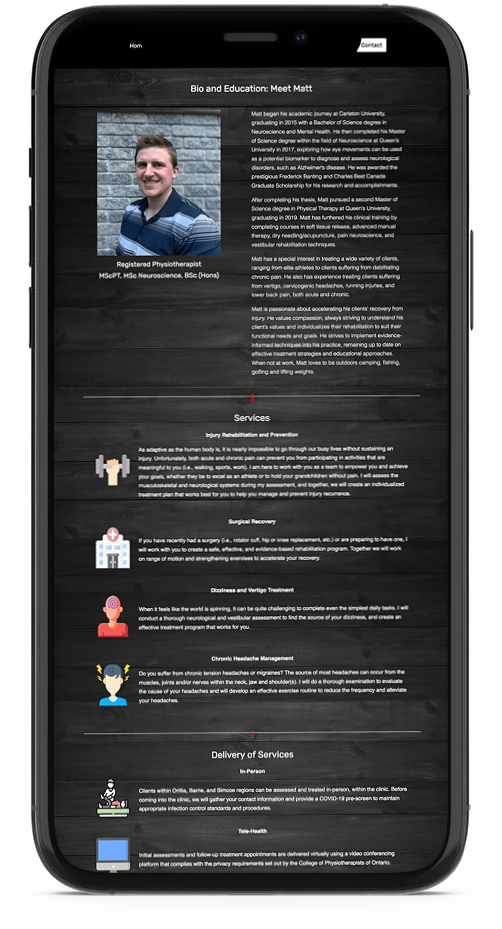 Hom
Contact
Bio and Education: Meet Matt
Matt began his academic journey at Carleton University,
graduating in 2015 with a Bachelor of Science degree in
Neuroscience and Mental Health. He then completed his Master
of Science degree within the field of Neuroscience at Queen's
University in 2017, exploring how eye movements can be used
as a potential biomarker to diagnose and assess neurological
disorders, such as Alzheimer's disease. He was awarded the
prestigious Frederick Banting and Charles Best Canada
Graduate Scholarship for his research and accomplishments.
After completing his thesis, Matt pursued a second Master of
Science degree in Physical Therapy at Queen's University,
graduating in 2019. Matt has furthered his clinical training by
completing courses in soft tissue release, advanced manual
therapy, dry needling/acupuncture, pain neuroscience, and
vestibular rehabilitation techniques.
Matt has a special interest in treating a wide variety of clients,
ranging from elite athletes to clients suffering from debilitating
chronic pain. He also has experience treating clients suffering
from vertigo, cervicogenic headaches, running injuries, and
lower back pain, both acute and chronic.
Matt is passionate about accelerating his clients' recovery from
injury. He values compassion, always striving to understand his
client's values and individualizes their rehabilitation to suit their
functional needs and goals. He strives to implement evidence-
informed techniques into his practice, remaining up to date on
effective treatment strategies and educational approaches.
When not at work, Matt loves to be outdoors camping, fishing,
golfing and lifting weights.
Registered Physiotherapist
MScPT, MSc Neuroscience, BSc (Hons)
Services
Injury Rehabilitation and Prevention
As adaptive as the human body is, it is nearly impossible to go through our busy lives without sustaining an
injury. Unfortunately, both acute and chronic pain can prevent you from participating in activities that are
meaningful to you (i.e., walking, sports, work). I am here to work with you as a team to empower you and achieve
your goals, whether they be to excel as an athlete or to hold your grandchildren without pain. I will assess the
musculoskeletal and neurological systems during my assessment, and together, we will create an individualized
treatment plan that works best for you to help you manage and prevent injury recurrence.
Surgical Recovery
If you have recently had a surgery (i.e., rotator cuff, hip or knee replacement, etc.) or are preparing to have one, I
will work with you to create a safe, effective, and evidence-based rehabilitation program. Together we will work
on range of motion and strengthening exercises to accelerate your recovery.
Dizziness and Vertigo Treatment
When it feels like the world is spinning, it can be quite challenging to complete even the simplest daily tasks. I will
conduct a thorough neurological and vestibular assessment to find the source of your dizziness, and create an
effective treatment program that works for you.
Chronic Headache Management
Do you suffer from chronic tension headaches or migraines? The source of most headaches can occur from the
muscles, joints and/or nerves within the neck, jaw and shoulder(s). I will do a thorough examination to evaluate
the cause of your headaches and will develop an effective exercise routine to reduce the frequency and alleviate
your headaches.
Delivery of Services
In-Person
Clients within Orillia, Barrie, and Simcoe regions can be assessed and treated in-person, within the clinic. Before
coming into the clinic, we will gather your contact information and provide a COVID-19 pre-screen to maintain
appropriate infection control standards and procedures.
Tele-Health
Initial assessments and follow-up treatment appointments are delivered virtually using a video conferencing
platform that complies with the privacy requirements set out by the College of Physiotherapists of Ontario.